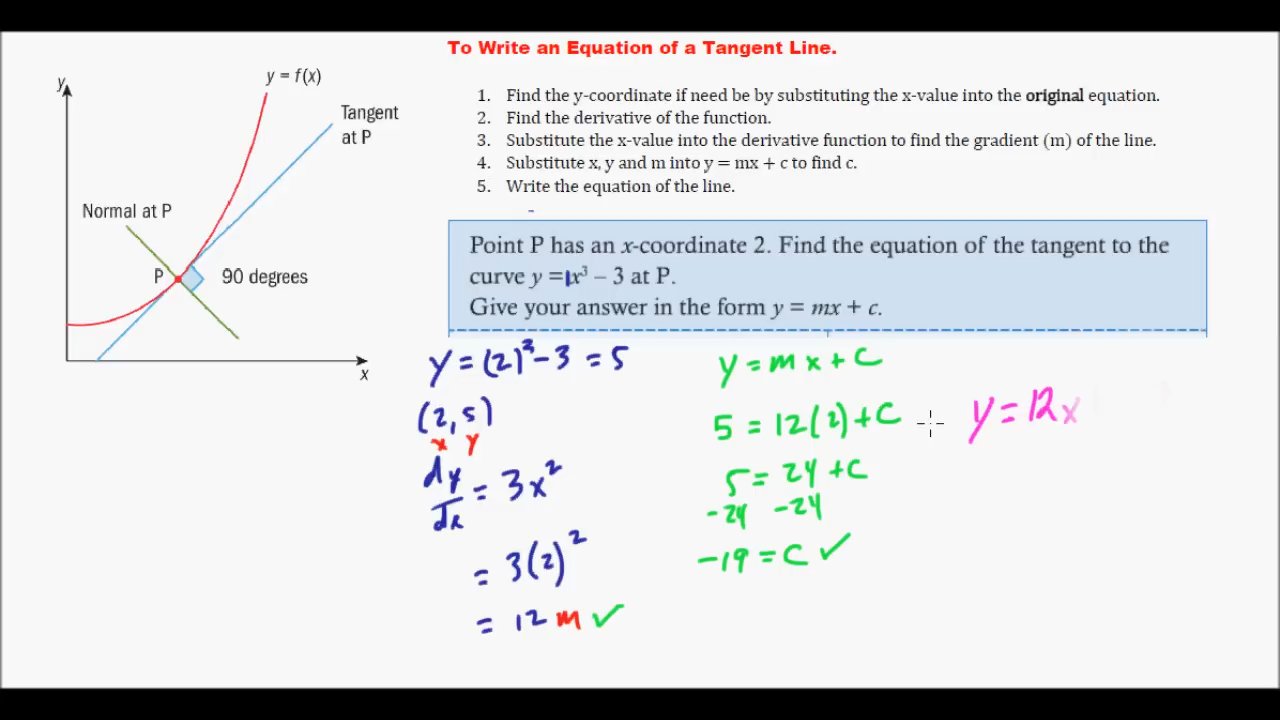 To Write an Equation of a Tangent Line.
y
y = f(x)
Tangent
at P
Normal at P
P
90 degrees
x
1. Find the y-coordinate if need be by substituting the x-value into the original equation.
2. Find the derivative of the function.
3. Substitute the x-value into the derivative function to find the gradient (m) of the line.
4. Substitute x, y and m into y = mx + c to find c.
5. Write the equation of the line.
Point P has an x-coordinate 2. Find the equation of the tangent to the
curve y = 1x³ – 3 at P.
Give your answer in the form y = mx + c.
y = (2)³ - 3 = 5
(2, 5)
x y
dy/dx = 3x²
= 3(2)²
= 12 m ✓
y = mx + c
5 = 12(2) + c
5 = 24 + c
-24 -24
-19 = c ✓
y = 12x